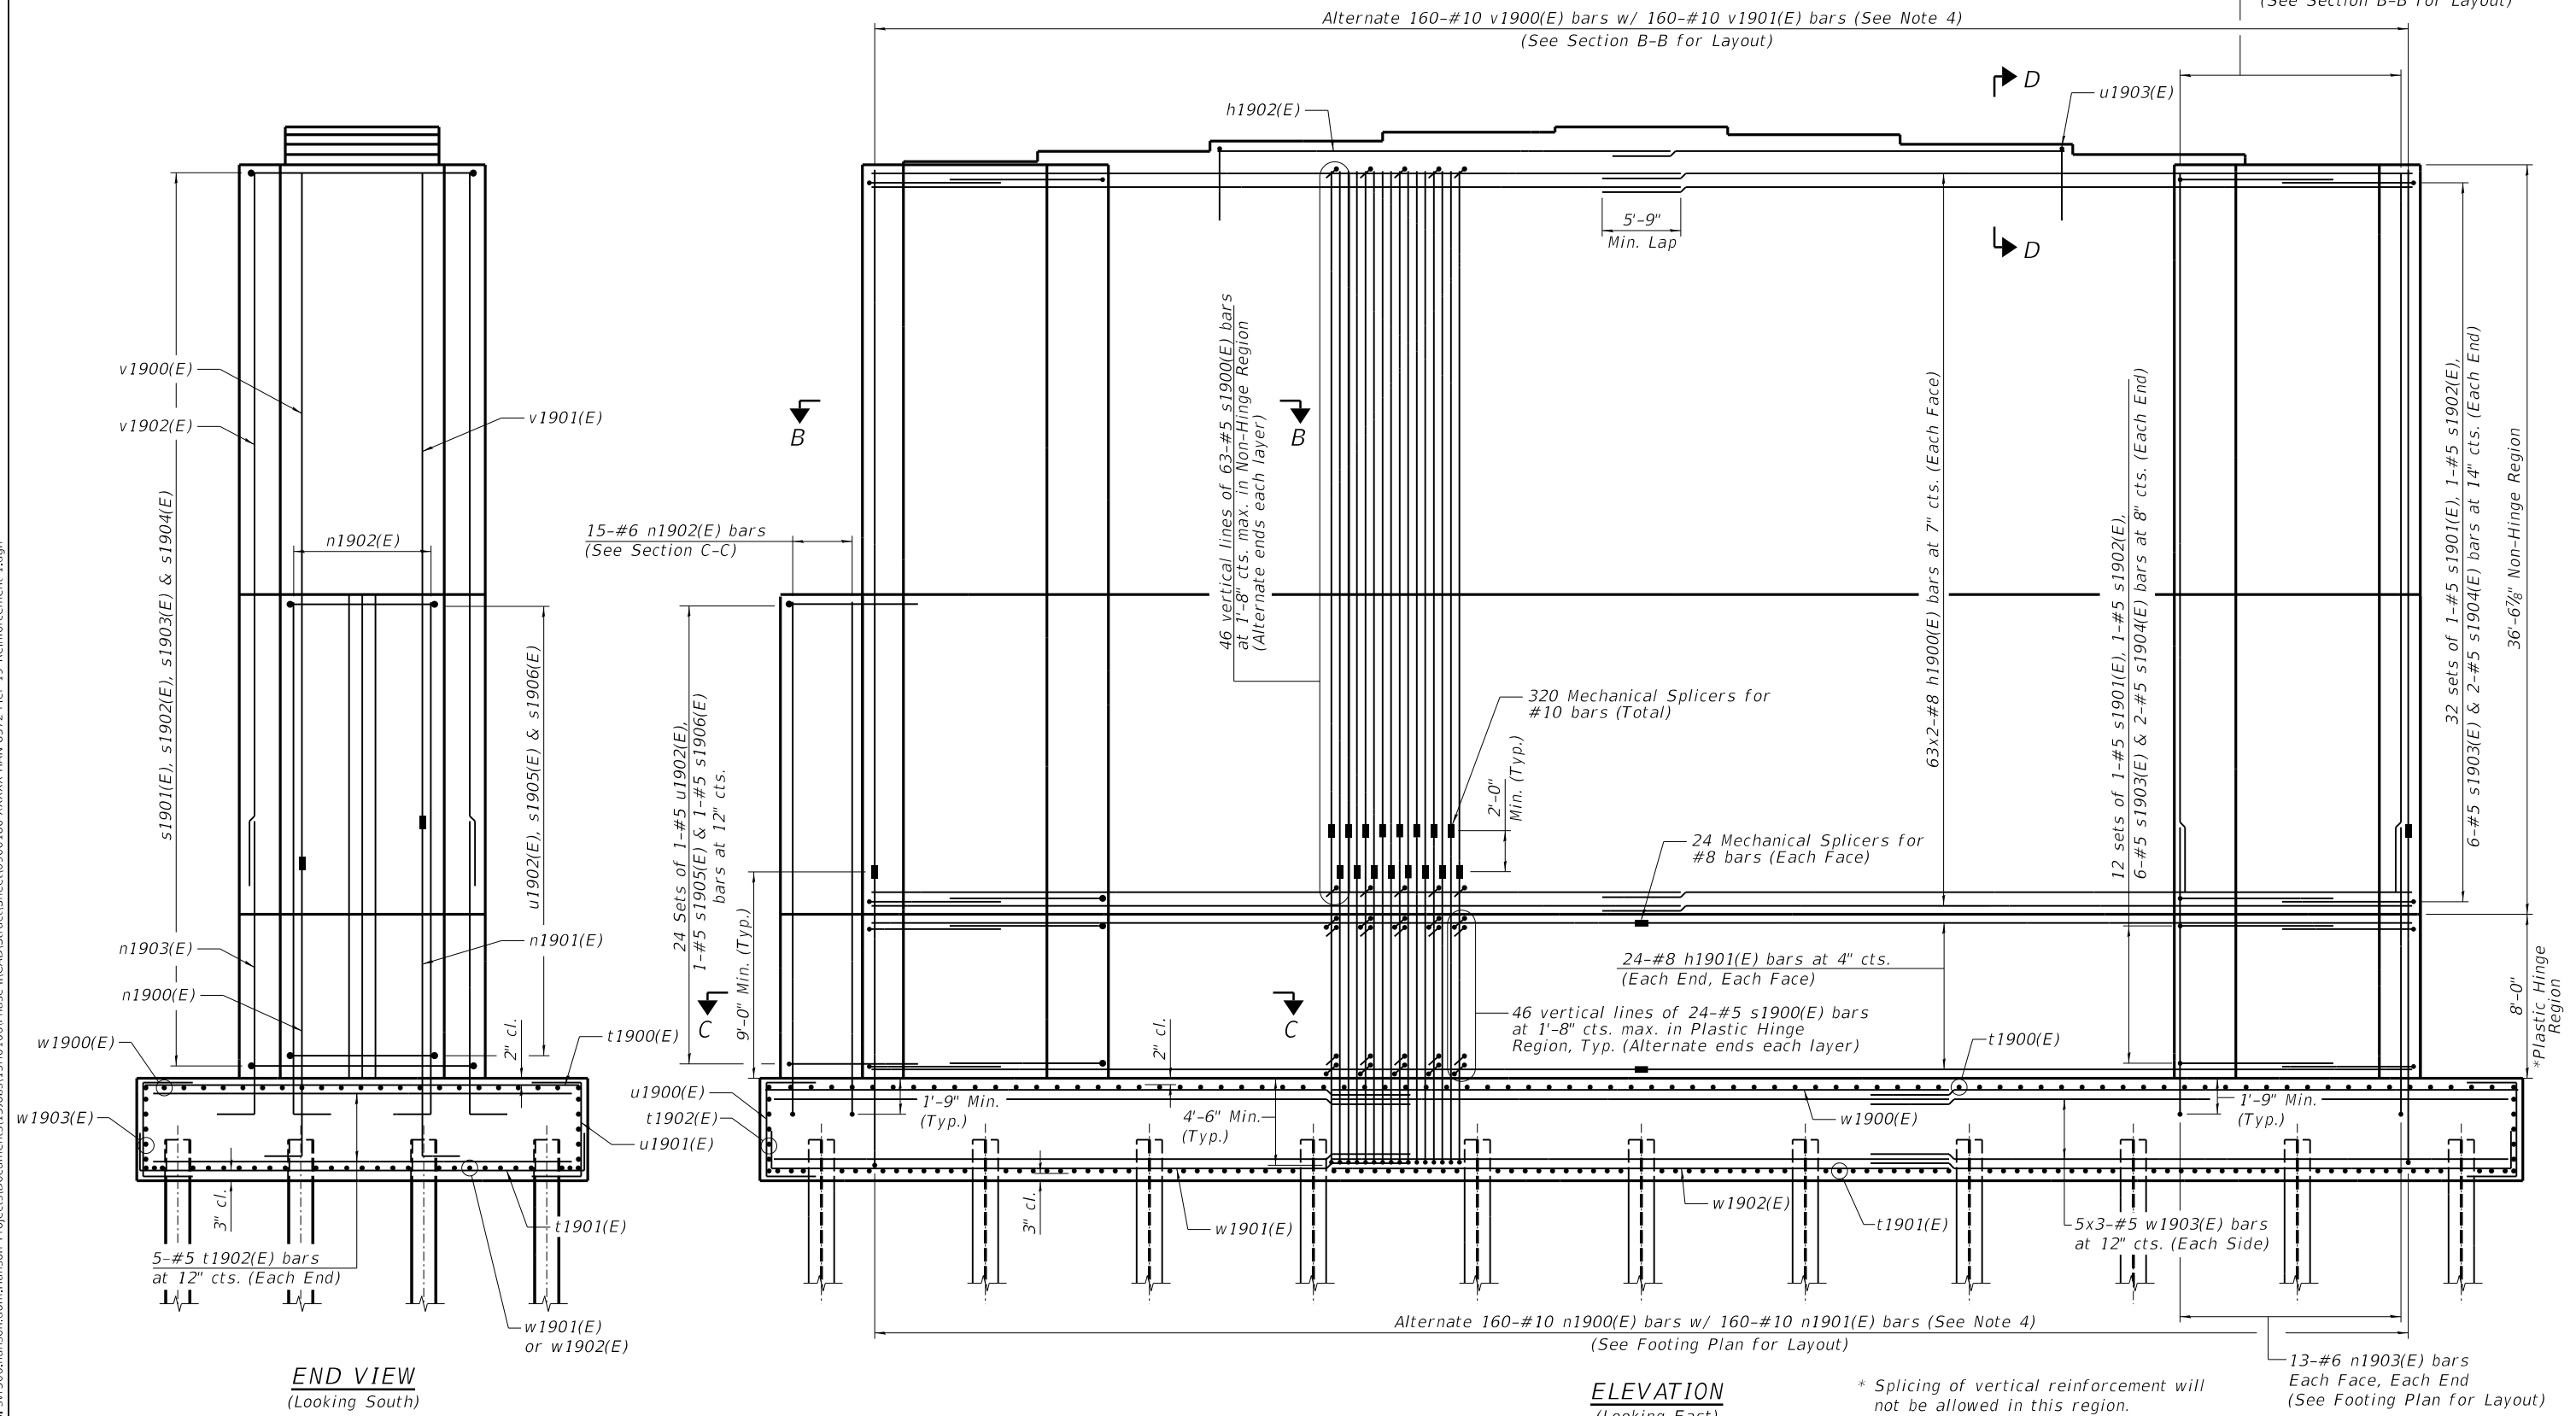 Alternate 160-#10 v1900(E) bars w/ 160-#10 v1901(E) bars (See Note 4)
(See Section B-B for Layout)
(See Section B-B for Layout)
D
u1903(E)
h1902(E)
5'-9"
Min. Lap
D
v1900(E)
v1902(E)
v1901(E)
s1901(E), s1902(E), s1903(E) & s1904(E)
n1902(E)
u1902(E), s1905(E) & s1906(E)
n1903(E)
n1901(E)
n1900(E)
w1900(E)
2" cl.
t1900(E)
w1903(E)
u1901(E)
3" cl.
t1901(E)
5-#5 t1902(E) bars
at 12" cts. (Each End)
w1901(E)
or w1902(E)
END VIEW
(Looking South)
B
B
15-#6 n1902(E) bars
(See Section C-C)
46 vertical lines of 63-#5 s1900(E) bars
at 1'-8" cts. max. in Non-Hinge Region
(Alternate ends each layer)
24 Sets of 1-#5 u1902(E),
1-#5 s1905(E) & 1-#5 s1906(E)
bars at 12" cts.
9'-0" Min. (Typ.)
320 Mechanical Splicers for
#10 bars (Total)
2'-0"
Min. (Typ.)
24 Mechanical Splicers for
#8 bars (Each Face)
63x2-#8 h1900(E) bars at 7" cts. (Each Face)
12 sets of 1-#5 s1901(E), 1-#5 s1902(E),
6-#5 s1903(E) & 2-#5 s1904(E) bars at 8" cts. (Each End)
32 sets of 1-#5 s1901(E), 1-#5 s1902(E),
6-#5 s1903(E) & 2-#5 s1904(E) bars at 14" cts. (Each End)
36'-6⅞" Non-Hinge Region
24-#8 h1901(E) bars at 4" cts.
(Each End, Each Face)
8'-0"
*Plastic Hinge
Region
C
C
46 vertical lines of 24-#5 s1900(E) bars
at 1'-8" cts. max. in Plastic Hinge
Region, Typ. (Alternate ends each layer)
2" cl.
t1900(E)
u1900(E)
t1902(E)
1'-9" Min.
(Typ.)
4'-6" Min.
(Typ.)
w1900(E)
1'-9" Min.
(Typ.)
3" cl.
w1901(E)
w1902(E)
t1901(E)
5x3-#5 w1903(E) bars
at 12" cts. (Each Side)
Alternate 160-#10 n1900(E) bars w/ 160-#10 n1901(E) bars (See Note 4)
(See Footing Plan for Layout)
13-#6 n1903(E) bars
Each Face, Each End
(See Footing Plan for Layout)
ELEVATION
(Looking East)
* Splicing of vertical reinforcement will
not be allowed in this region.